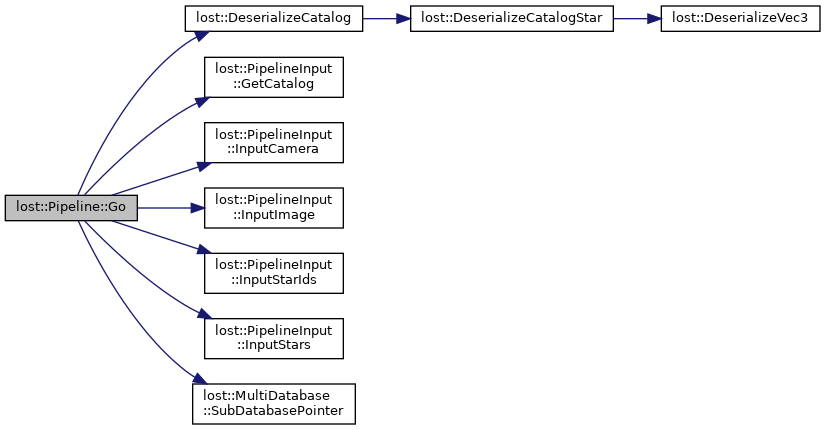 lost::DeserializeCatalog
lost::DeserializeCatalogStar
lost::DeserializeVec3
lost::PipelineInput
::GetCatalog
lost::PipelineInput
::InputCamera
lost::Pipeline::Go
lost::PipelineInput
::InputImage
lost::PipelineInput
::InputStarIds
lost::PipelineInput
::InputStars
lost::MultiDatabase
::SubDatabasePointer